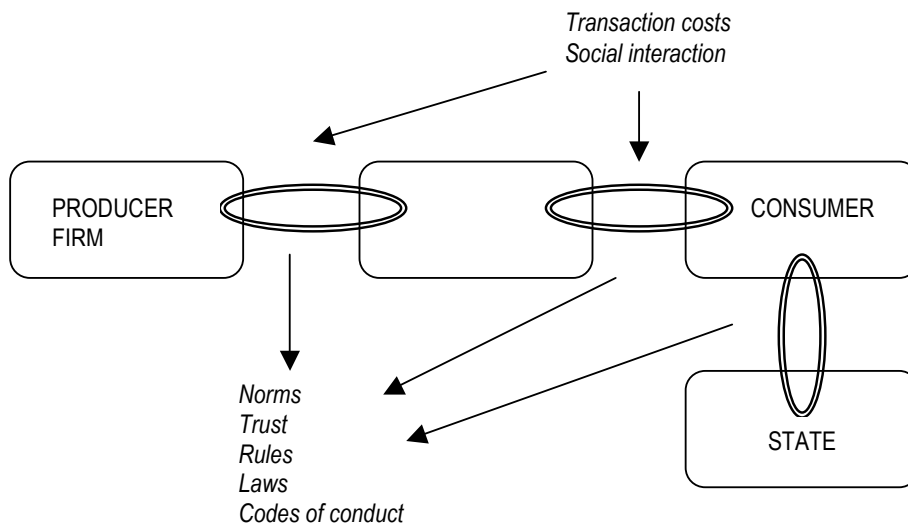 Transaction costs
Social interaction
PRODUCER
FIRM
CONSUMER
Norms
Trust
Rules
Laws
Codes of conduct
STATE